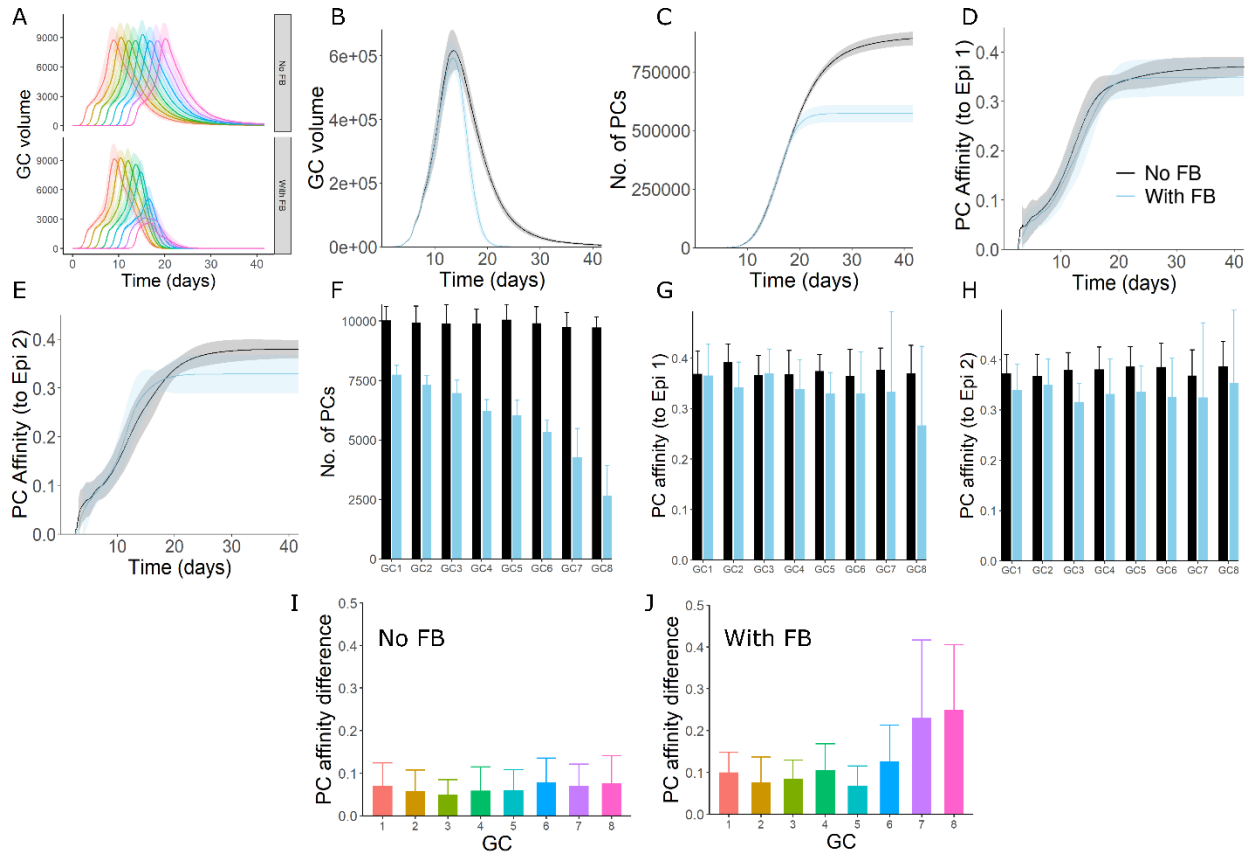 A
GC volume
9000
6000
3000
0
No FB
9000
6000
3000
0
With FB
0 10 20 30 40
Time (days)
B
GC volume
6e+05
4e+05
2e+05
0e+00
10 20 30 40
Time (days)
C
No. of PCs
750000
500000
250000
0
10 20 30 40
Time (days)
D
PC Affinity (to Epi 1)
0.4
0.3
0.2
0.1
0.0
No FB
With FB
10 20 30 40
Time (days)
E
PC Affinity (to Epi 2)
0.4
0.3
0.2
0.1
0.0
10 20 30 40
Time (days)
F
No. of PCs
10000
7500
5000
2500
0
GC1 GC2 GC3 GC4 GC5 GC6 GC7 GC8
G
PC affinity (to Epi 1)
0.4
0.3
0.2
0.1
0.0
GC1 GC2 GC3 GC4 GC5 GC6 GC7 GC8
H
PC affinity (to Epi 2)
0.4
0.3
0.2
0.1
0.0
GC1 GC2 GC3 GC4 GC5 GC6 GC7 GC8
I
No FB
PC affinity difference
0.5
0.4
0.3
0.2
0.1
0.0
1 2 3 4 5 6 7 8
GC
J
With FB
PC affinity difference
0.5
0.4
0.3
0.2
0.1
0.0
1 2 3 4 5 6 7 8
GC